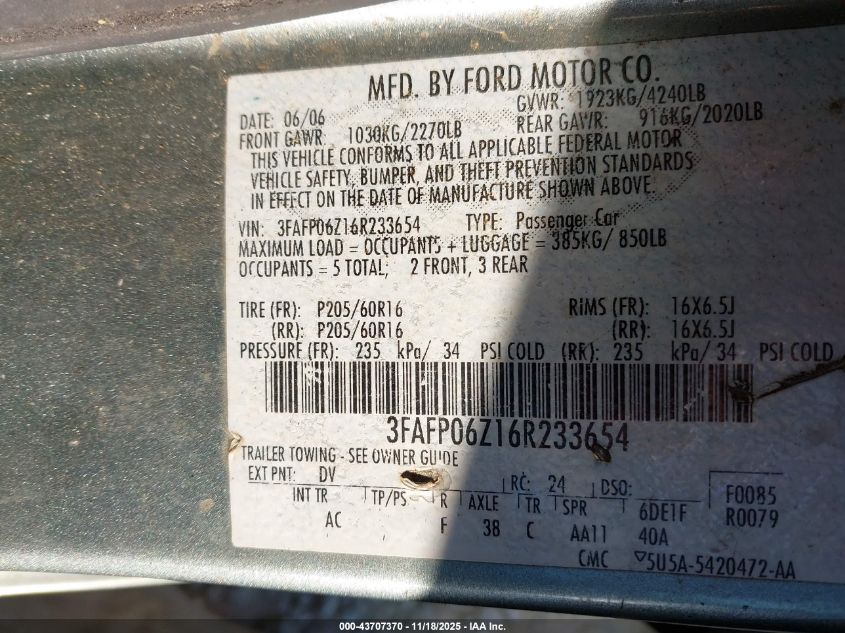 MFD. BY FORD MOTOR CO.
DATE: 06/06 GVWR: 1923KG/4240LB
FRONT GAWR: 1030KG/2270LB REAR GAWR: 916KG/2020LB
THIS VEHICLE CONFORMS TO ALL APPLICABLE FEDERAL MOTOR
VEHICLE SAFETY, BUMPER, AND THEFT PREVENTION STANDARDS
IN EFFECT ON THE DATE OF MANUFACTURE SHOWN ABOVE.
VIN: 3FAFP06Z16R233654 TYPE: Passenger Car
MAXIMUM LOAD = OCCUPANTS + LUGGAGE = 385KG/ 850LB
OCCUPANTS = 5 TOTAL; 2 FRONT, 3 REAR
TIRE (FR): P205/60R16 RIMS (FR): 16X6.5J
(RR): P205/60R16 (RR): 16X6.5J
PRESSURE (FR): 235 kPa/ 34 PSI COLD (RR): 235 kPa/ 34 PSI COLD
3FAFP06Z16R233654
TRAILER TOWING - SEE OWNER GUIDE
EXT PNT: DV RC: 24 DSO: F0085
INT TR TP/PS R AXLE TR SPR 6DE1F R0079
AC F 38 C AA11 40A
CMC 5U5A-5420472-AA
000-43707370 - 11/18/2025 - IAA Inc.